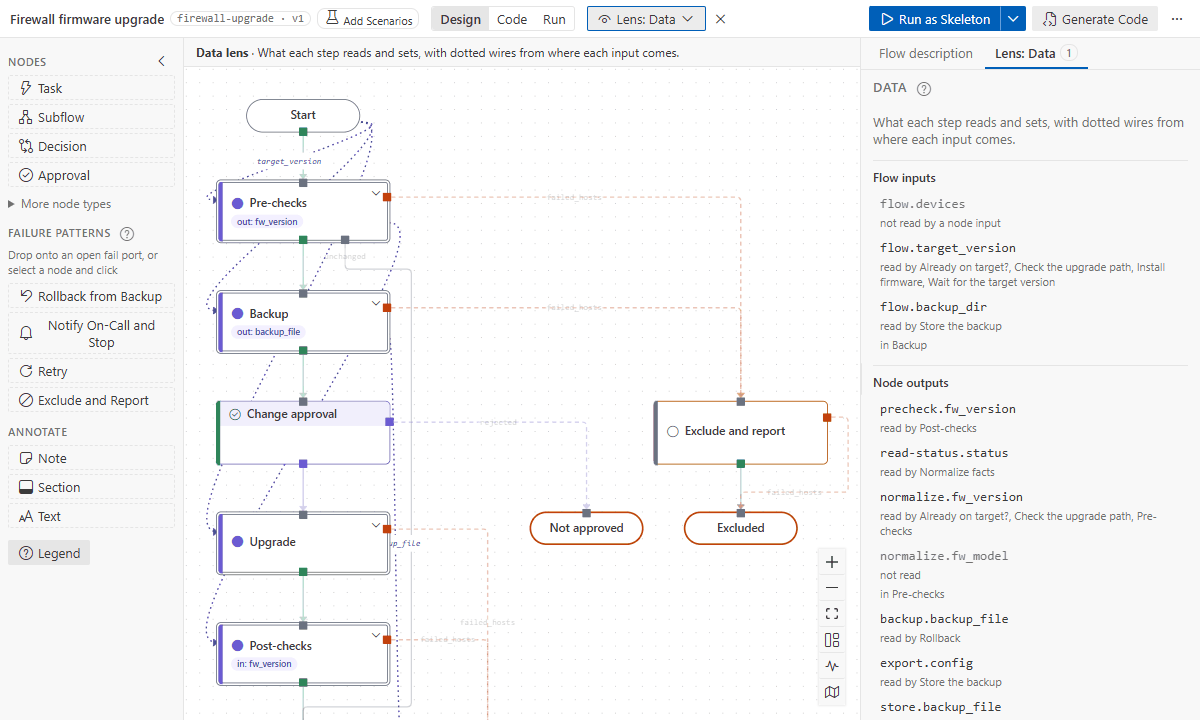 Firewall firmware upgrade
firewall-upgrade · v1
Add Scenarios
Design
Code
Run
Lens: Data
Run as Skeleton
Generate Code
NODES
Task
Subflow
Decision
Approval
More node types
FAILURE PATTERNS
Drop onto an open fail port, or
select a node and click
Rollback from Backup
Notify On-Call and
Stop
Retry
Exclude and Report
ANNOTATE
Note
Section
Text
Legend
Data lens · What each step reads and sets, with dotted wires from where each input comes.
Start
target_version
Pre-checks
out: fw_version
failed_hosts
unchanged
Backup
out: backup_file
failed_hosts
Change approval
rejected
Exclude and report
failed_hosts
Not approved
Excluded
Upgrade
up_file
failed_hosts
failed_hosts
Post-checks
in: fw_version
Flow description
Lens: Data 1
DATA
What each step reads and sets, with dotted wires from
where each input comes.
Flow inputs
flow.devices
not read by a node input
flow.target_version
read by Already on target?, Check the upgrade path, Install
firmware, Wait for the target version
flow.backup_dir
read by Store the backup
in Backup
Node outputs
precheck.fw_version
read by Post-checks
read-status.status
read by Normalize facts
normalize.fw_version
read by Already on target?, Check the upgrade path, Pre-
checks
normalize.fw_model
not read
in Pre-checks
backup.backup_file
read by Rollback
export.config
read by Store the backup
store.backup_file